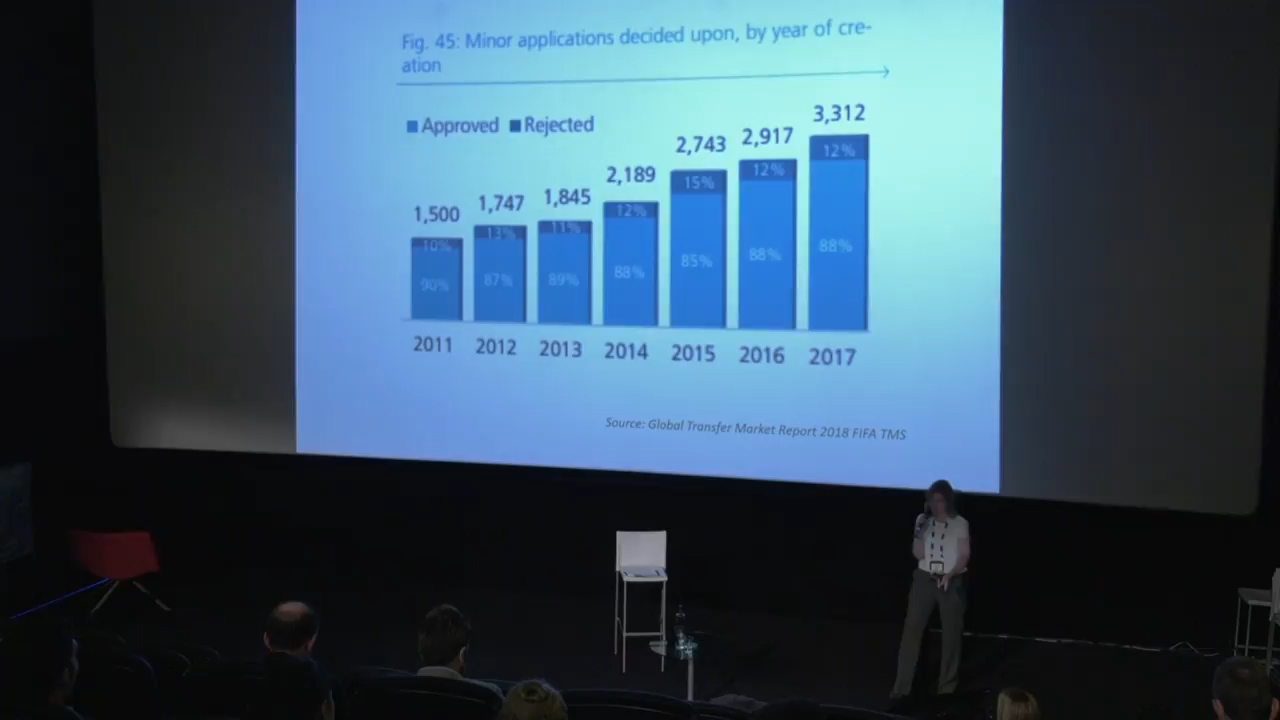 Fig. 45: Minor applications decided upon, by year of cre-
ation
Approved Rejected
1,500 1,747 1,845 2,189 2,743 2,917 3,312
10% 13% 11% 12% 15% 12% 12%
90% 87% 89% 88% 85% 88% 88%
2011 2012 2013 2014 2015 2016 2017
Source: Global Transfer Market Report 2018 FIFA TMS